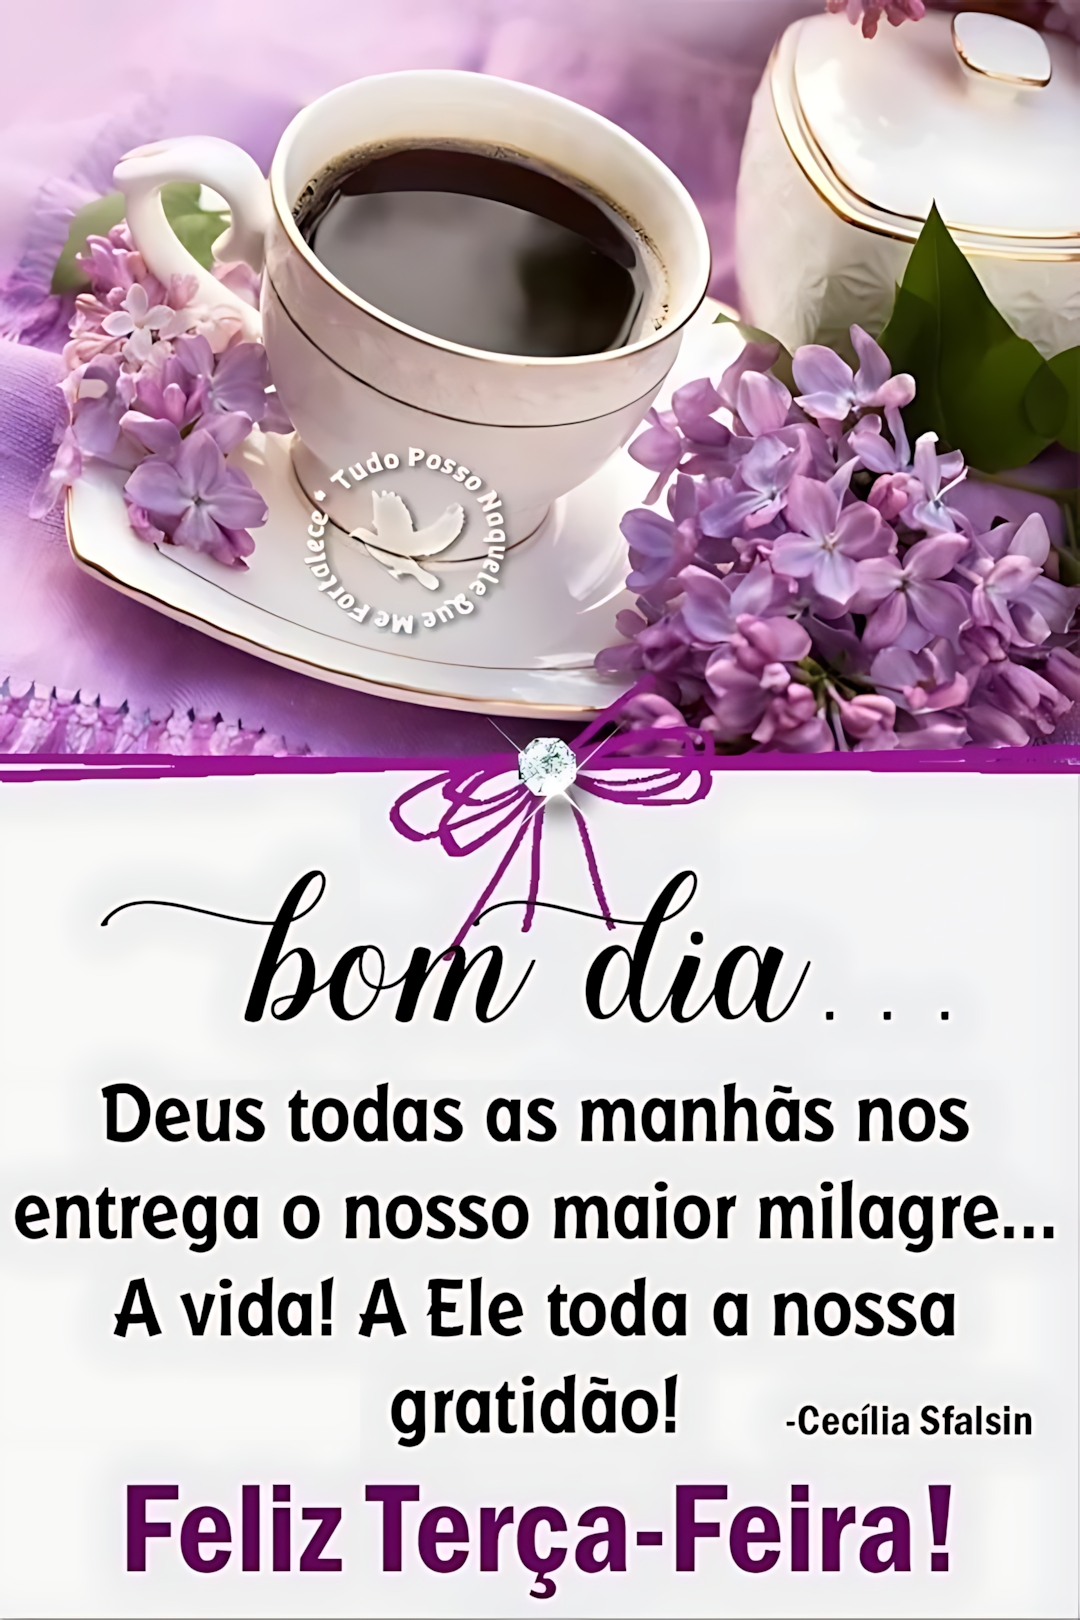 Tudo Posso Naquele Que Me Fortalece
bom dia...
Deus todas as manhãs nos
entrega o nosso maior milagre...
A vida! A Ele toda a nossa
gratidão!
-Cecília Sfalsin
Feliz Terça-Feira!